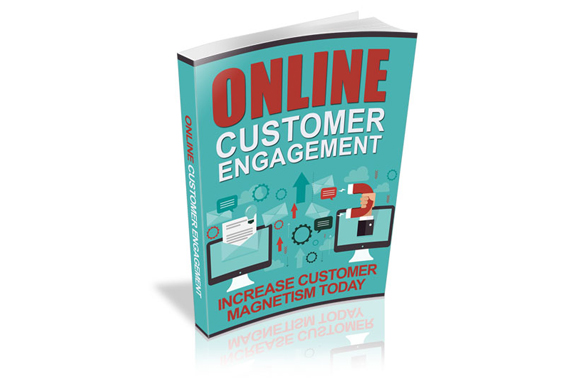 ONLINE
CUSTOMER
ENGAGEMENT
INCREASE CUSTOMER
MAGNETISM TODAY
ONLINE CUSTOMER ENGAGEMENT